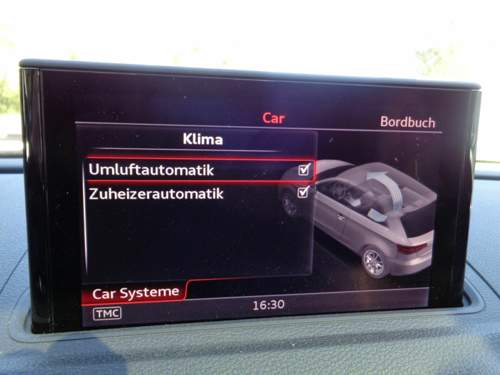 Car
Bordbuch
Klima
Umluftautomatik
Zuheizerautomatik
Car Systeme
TMC
16:30